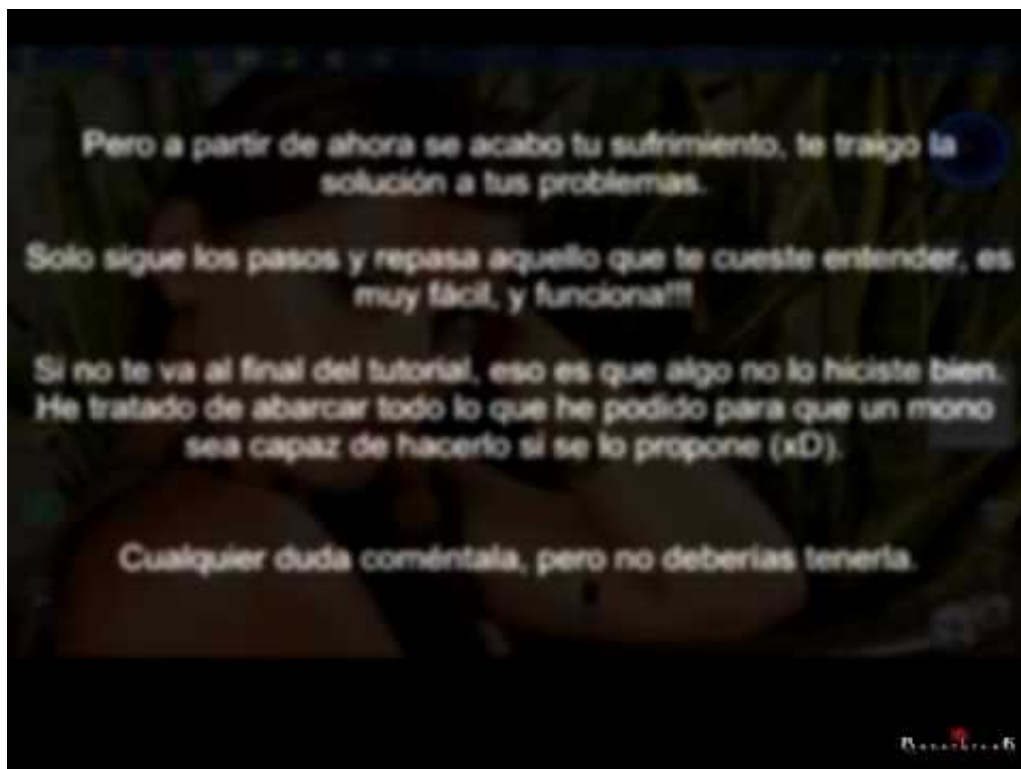 Pero a partir de ahora se acabo tu sufrimiento, te traigo la
solución a tus problemas.
Solo sigue los pasos y repasa aquello que te cueste entender, es
muy fácil, y funciona!!!
Si no te va al final del tutorial, eso es que algo no lo hiciste bien.
He tratado de abarcar todo lo que he podido para que un mono
sea capaz de hacerlo si se lo propone (xD).
Cualquier duda coméntala, pero no deberías tenerla.